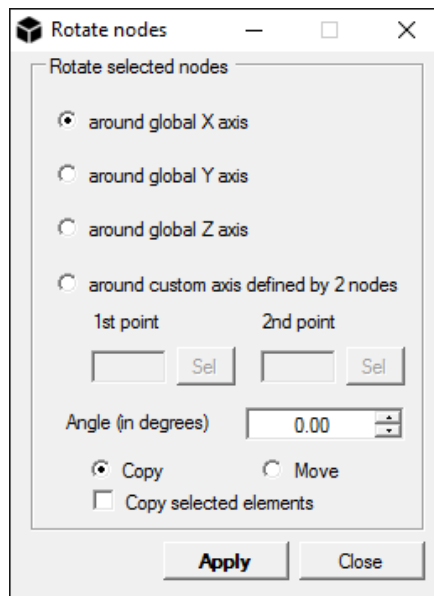 Rotate nodes
Rotate selected nodes
around global X axis
around global Y axis
around global Z axis
around custom axis defined by 2 nodes
1st point 2nd point
Sel Sel
Angle (in degrees) 0.00
Copy Move
Copy selected elements
Apply Close